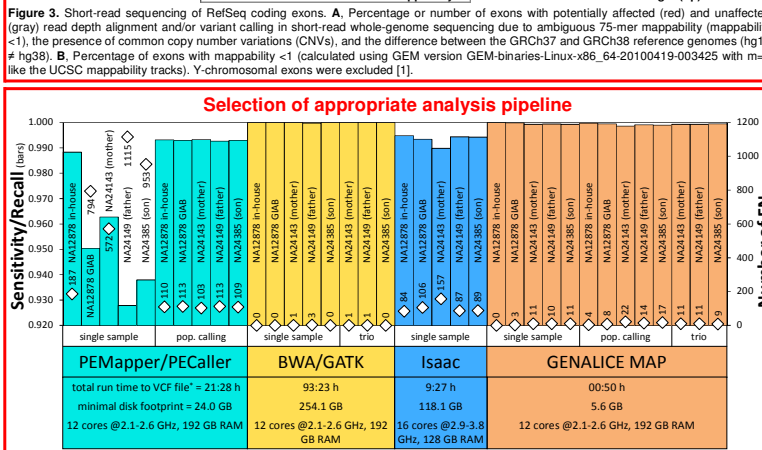 Figure 3. Short-read sequencing of RefSeq coding exons. A, Percentage or number of exons with potentially affected (red) and unaffecte
(gray) read depth alignment and/or variant calling in short-read whole-genome sequencing due to ambiguous 75-mer mappability (mappabili
<1), the presence of common copy number variations (CNVs), and the difference between the GRCh37 and GRCh38 reference genomes (hg1
≠ hg38). B, Percentage of exons with mappability <1 (calculated using GEM version GEM-binaries-Linux-x86_64-20100419-003425 with m=
like the UCSC mappability tracks). Y-chromosomal exons were excluded [1].
Selection of appropriate analysis pipeline
Sensitivity/Recall (bars)
1.000
0.990
0.980
0.970
0.960
0.950
0.940
0.930
0.920
187 NA12878 in-house
NA12878 GIAB 794
572 NA24143 (mother)
NA24149 (father) 1115
NA24385 (son) 953
110 NA12878 in-house
113 NA12878 GIAB
103 NA24143 (mother)
113 NA24149 (father)
109 NA24385 (son)
0 NA12878 in-house
0 NA12878 GIAB
1 NA24143 (mother)
3 NA24149 (father)
0 NA24385 (son)
1 NA24143 (mother)
1 NA24149 (father)
0 NA24385 (son)
84 NA12878 in-house
106 NA12878 GIAB
157 NA24143 (mother)
87 NA24149 (father)
89 NA24385 (son)
0 NA12878 in-house
3 NA12878 GIAB
11 NA24143 (mother)
10 NA24149 (father)
11 NA24385 (son)
4 NA12878 in-house
8 NA12878 GIAB
22 NA24143 (mother)
14 NA24149 (father)
17 NA24385 (son)
11 NA24143 (mother)
11 NA24149 (father)
9 NA24385 (son)
1200
1000
800
600
400
200
0
Number of FN
single sample
pop. calling
single sample
trio
single sample
single sample
pop. calling
trio
PEMapper/PECaller
BWA/GATK
Isaac
GENALICE MAP
total run time to VCF file* = 21:28 h
93:23 h
9:27 h
00:50 h
minimal disk footprint = 24.0 GB
254.1 GB
118.1 GB
5.6 GB
12 cores @2.1-2.6 GHz, 192 GB RAM
12 cores @2.1-2.6 GHz, 192
GB RAM
16 cores @2.9-3.8
GHz, 128 GB RAM
12 cores @2.1-2.6 GHz, 192 GB RAM